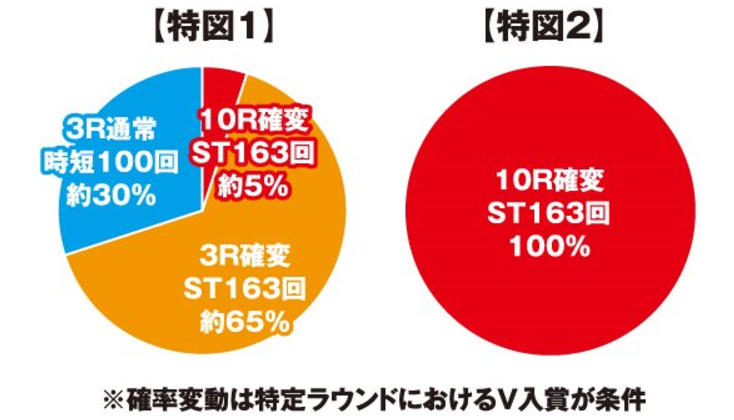 【特図1】
【特図2】
10R確変
ST163回
約5%
3R通常
時短100回
約30%
3R確変
ST163回
約65%
10R確変
ST163回
100%
※確率変動は特定ラウンドにおけるV入賞が条件